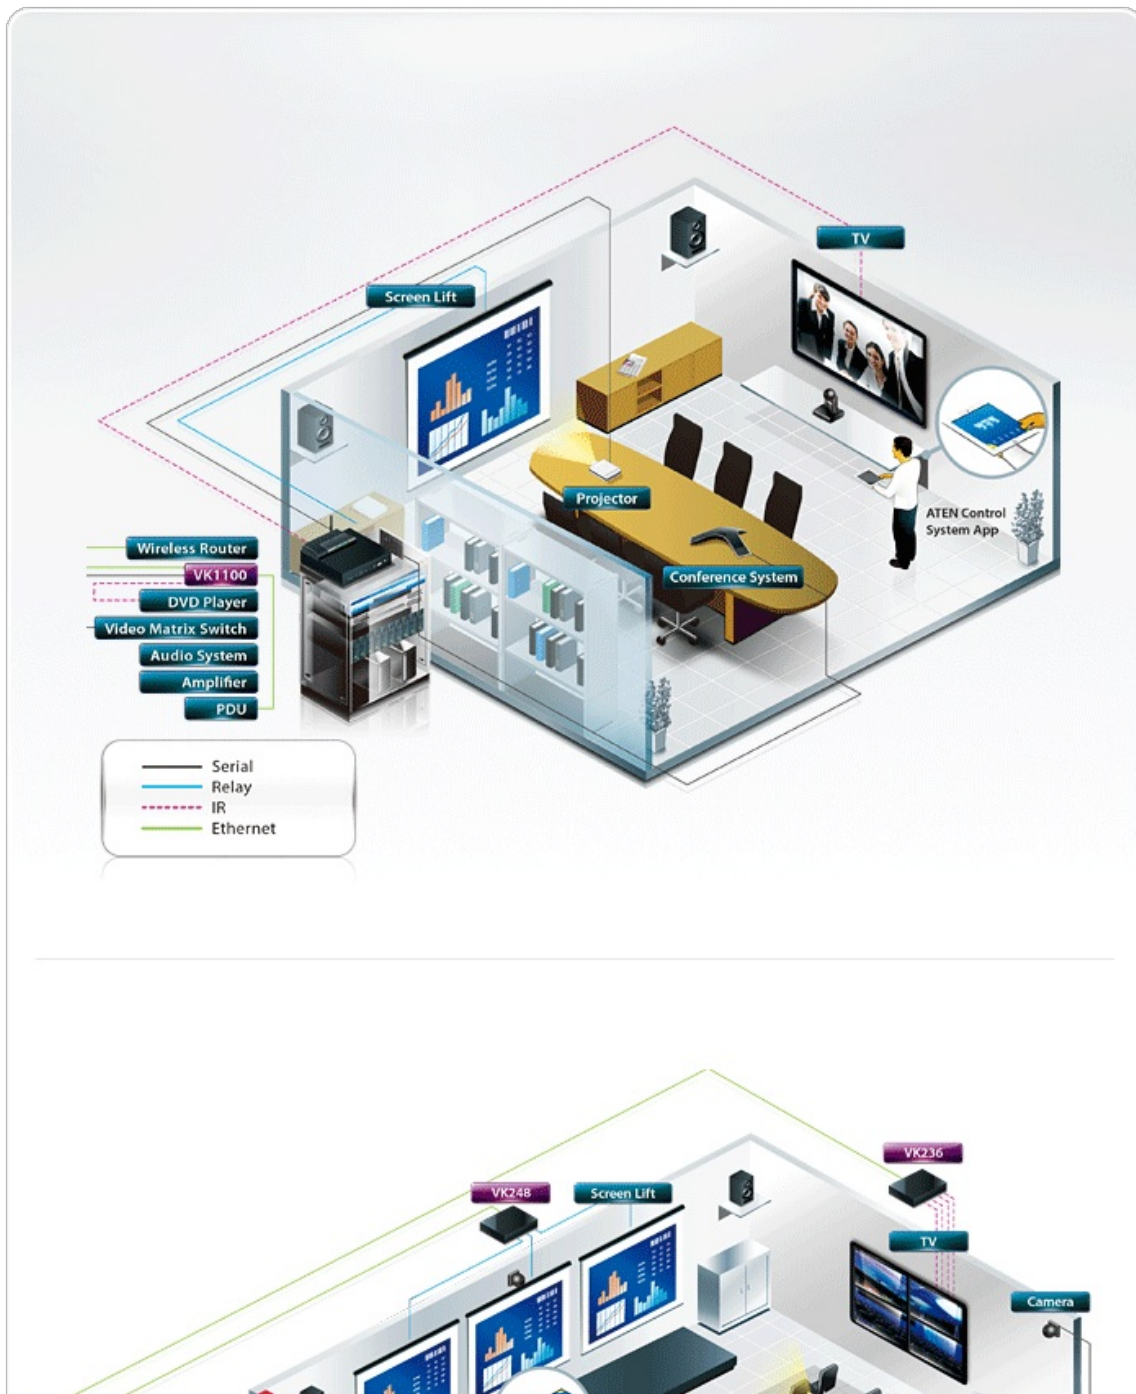 TV
Screen Lift
Projector
ATEN Control
System App
Wireless Router
VK1100
Conference System
DVD Player
Video Matrix Switch
Audio System
Amplifier
PDU
Serial
Relay
IR
Ethernet
VK236
VK248
Screen Lift
TV
Camera